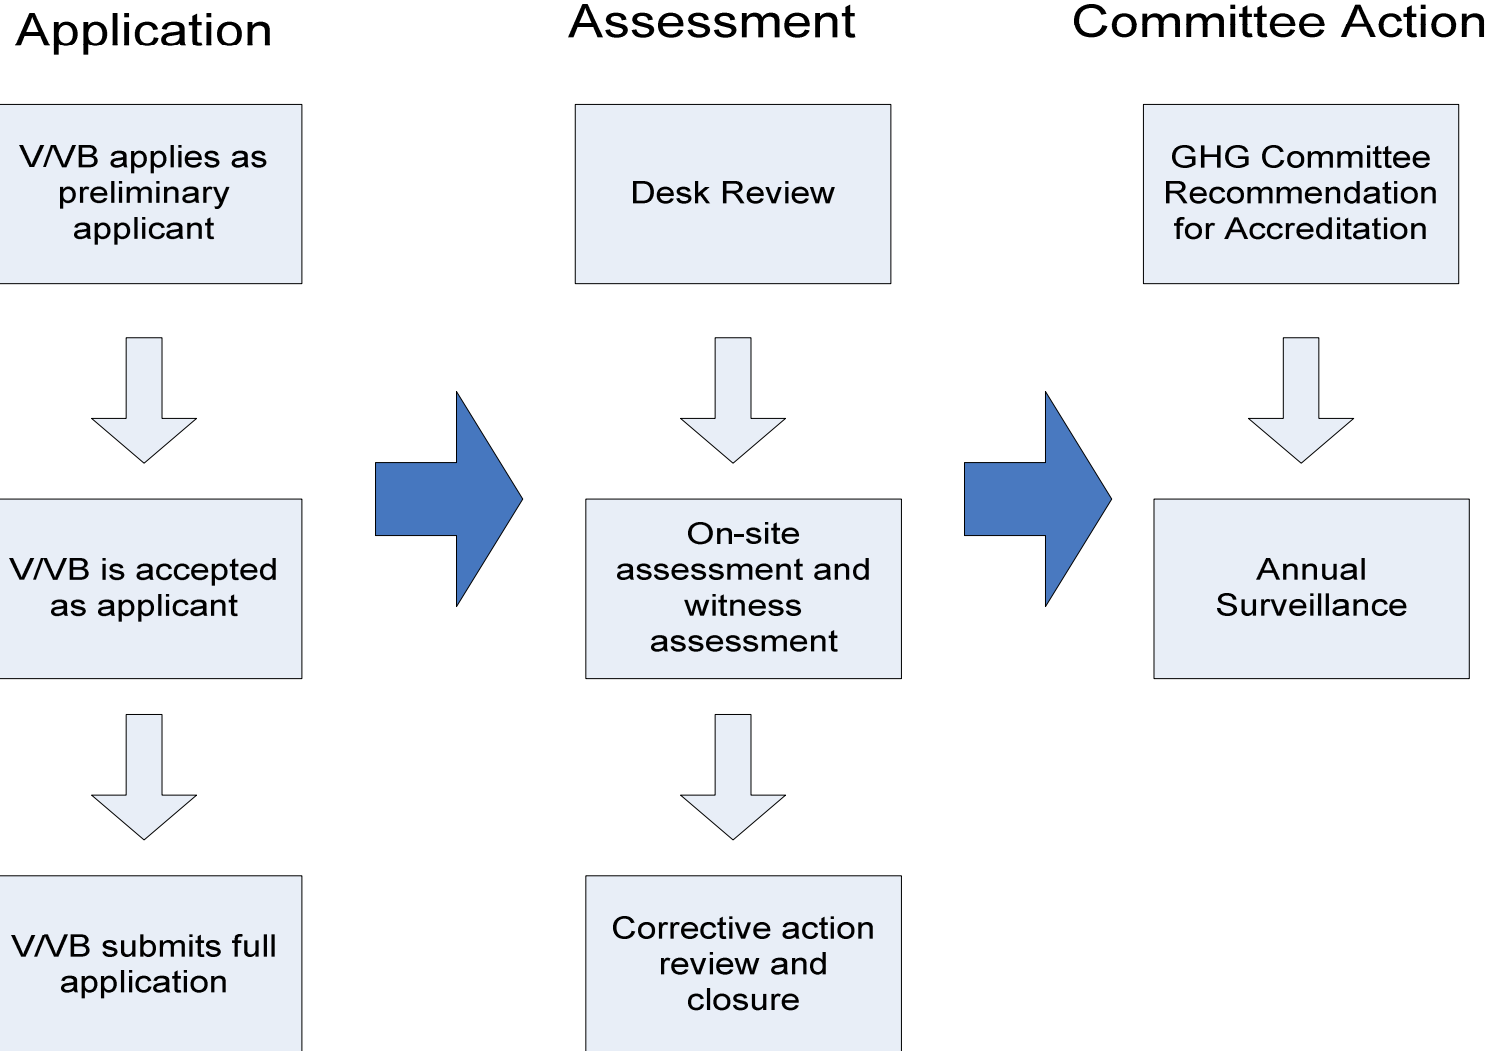 Application
V/VB applies as
preliminary
applicant
V/VB is accepted
as applicant
V/VB submits full
application
Assessment
Desk Review
On-site
assessment and
witness
assessment
Corrective action
review and
closure
Committee Action
GHG Committee
Recommendation
for Accreditation
Annual
Surveillance